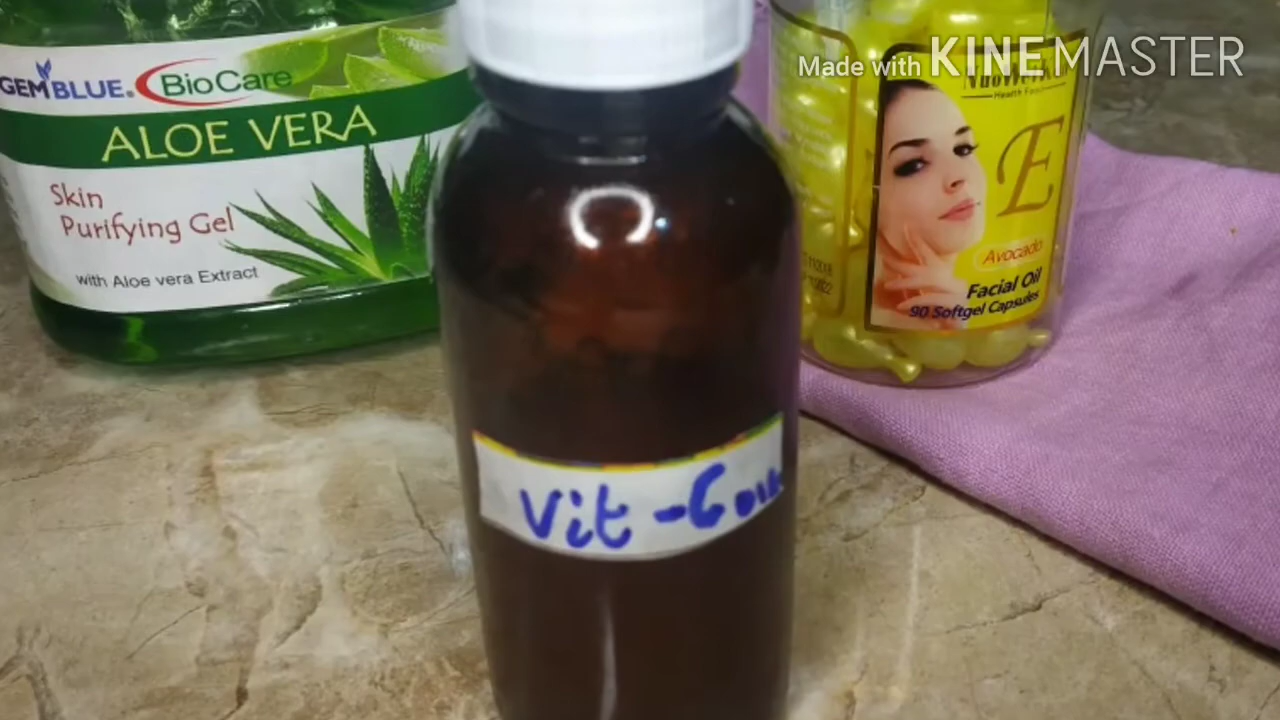 GEMBLUE. BioCare
ALOE VERA
Skin
Purifying Gel
with Aloe vera Extract
Vit-C oil
Made with KINEMASTER
Health Food
E
Avocado
Facial Oil
90 Softgel Capsules